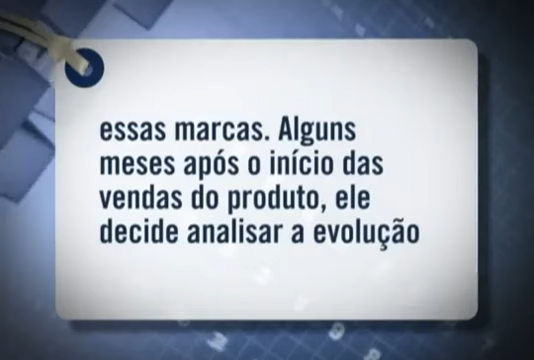 essas marcas. Alguns
meses após o início das
vendas do produto, ele
decide analisar a evolução